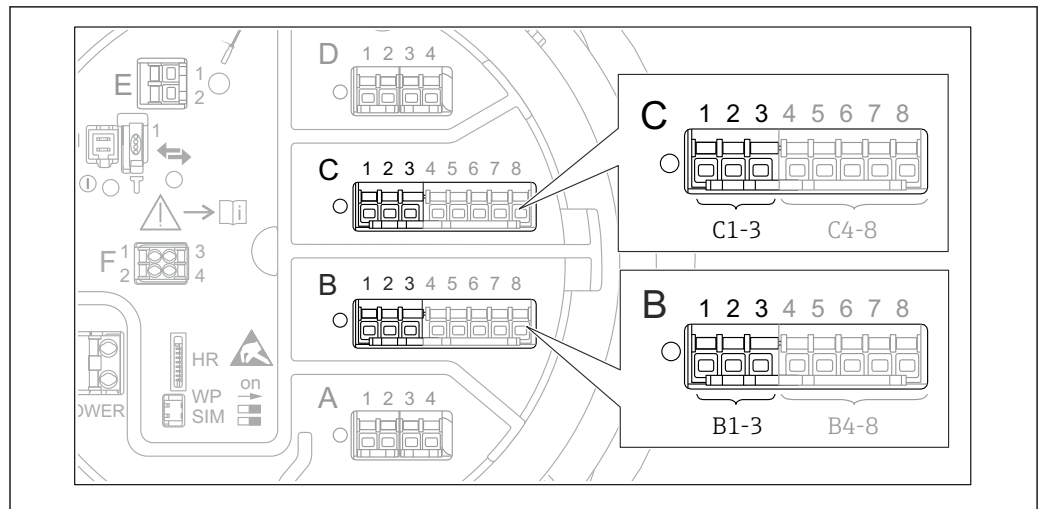 D 1 2 3 4
E 1
2
1
C 1 2 3 4 5 6 7 8
F 1 3
2 4
B 1 2 3 4 5 6 7 8
HR
WP on
SIM
OWER
A 1 2 3 4
C 1 2 3 4 5 6 7 8
C1-3 C4-8
B 1 2 3 4 5 6 7 8
B1-3 B4-8